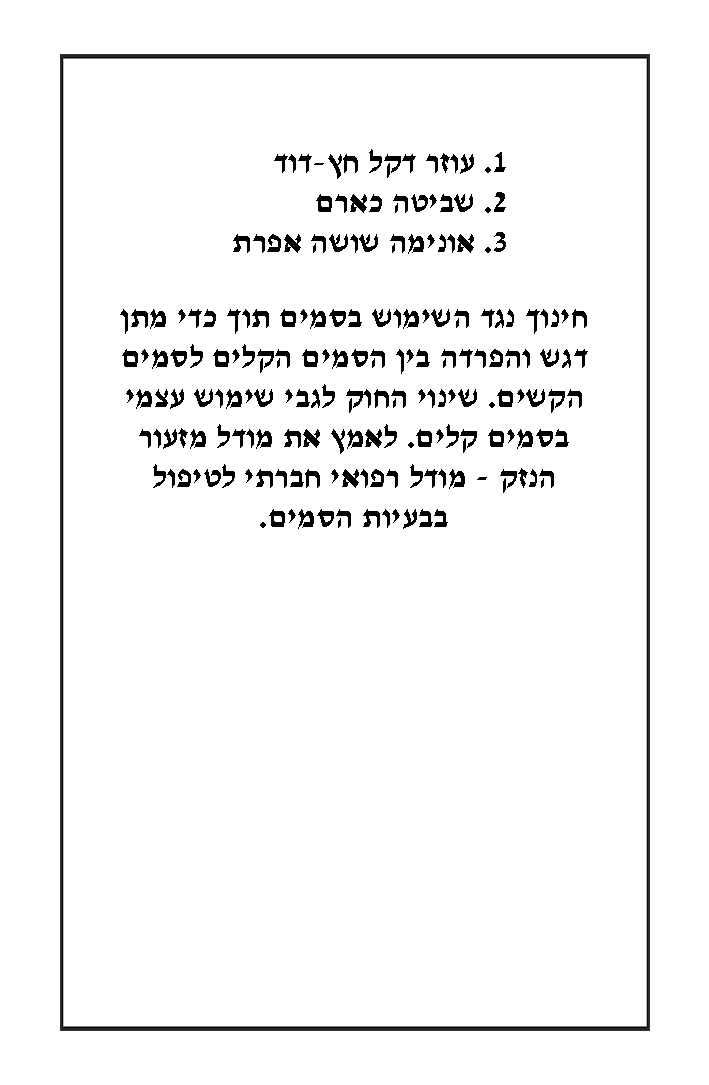 1. עוזר דקל חץ-דוד
2. שביטה כארם
3. אונימה שושה אפרת
חינוך נגד השימוש בסמים תוך כדי מתן
דגש והפרדה בין הסמים הקלים לסמים
הקשים. שינוי החוק לגבי שימוש עצמי
בסמים קלים. לאמץ את מודל מזעור
הנזק - מודל רפואי חברתי לטיפול
בבעיות הסמים.